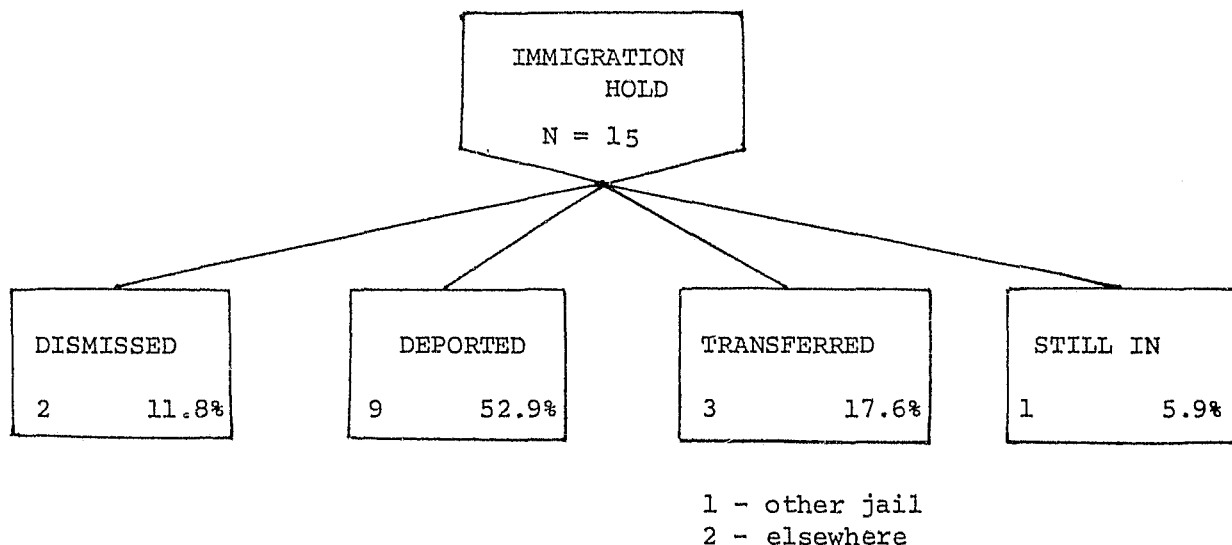 IMMIGRATION
HOLD
N = 15
DISMISSED
2 11.8%
DEPORTED
9 52.9%
TRANSFERRED
3 17.6%
STILL IN
1 5.9%
1 - other jail
2 - elsewhere